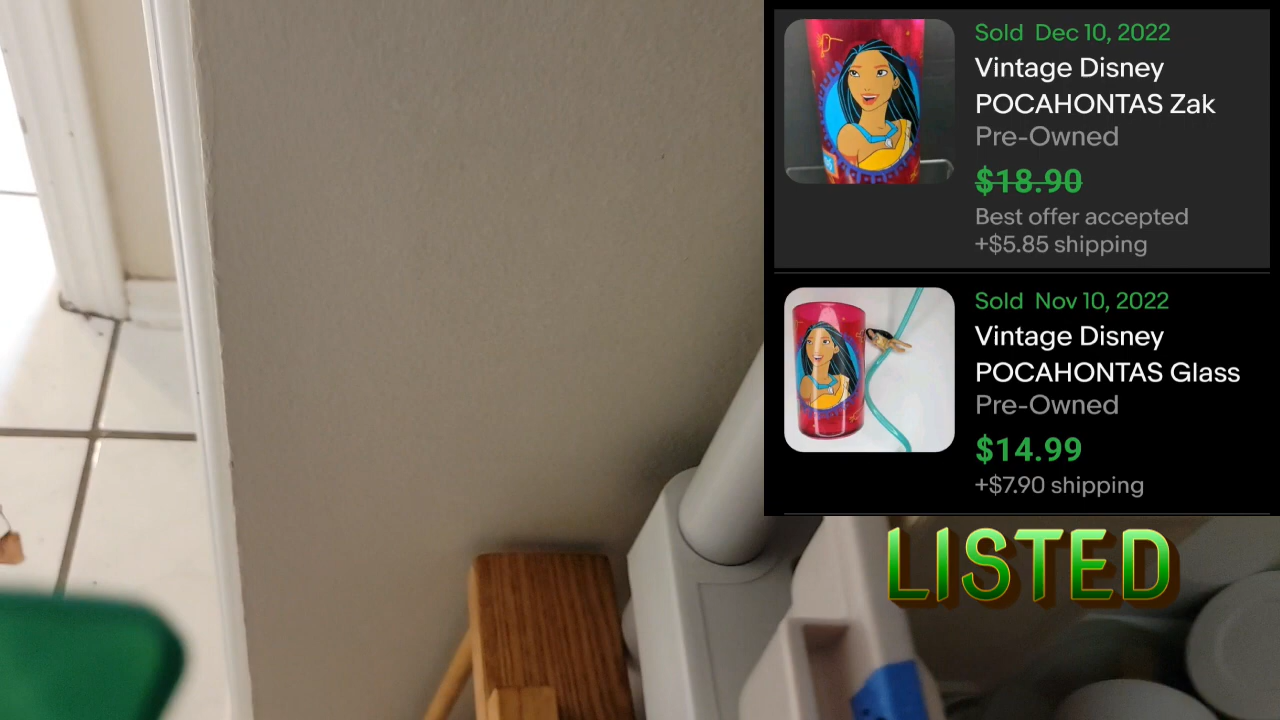 Sold Dec 10, 2022
Vintage Disney
POCAHONTAS Zak
Pre-Owned
$18.90
Best offer accepted
+$5.85 shipping
Sold Nov 10, 2022
Vintage Disney
POCAHONTAS Glass
Pre-Owned
$14.99
+$7.90 shipping
LISTED